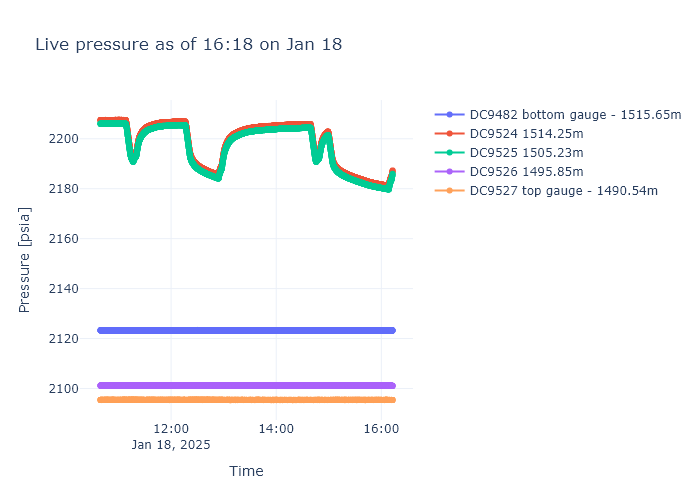 Live pressure as of 16:18 on Jan 18
DC9482 bottom gauge - 1515.65m
DC9524 1514.25m
DC9525 1505.23m
DC9526 1495.85m
DC9527 top gauge - 1490.54m
Pressure [psia]
2200
2180
2160
2140
2120
2100
12:00
Jan 18, 2025
14:00
16:00
Time